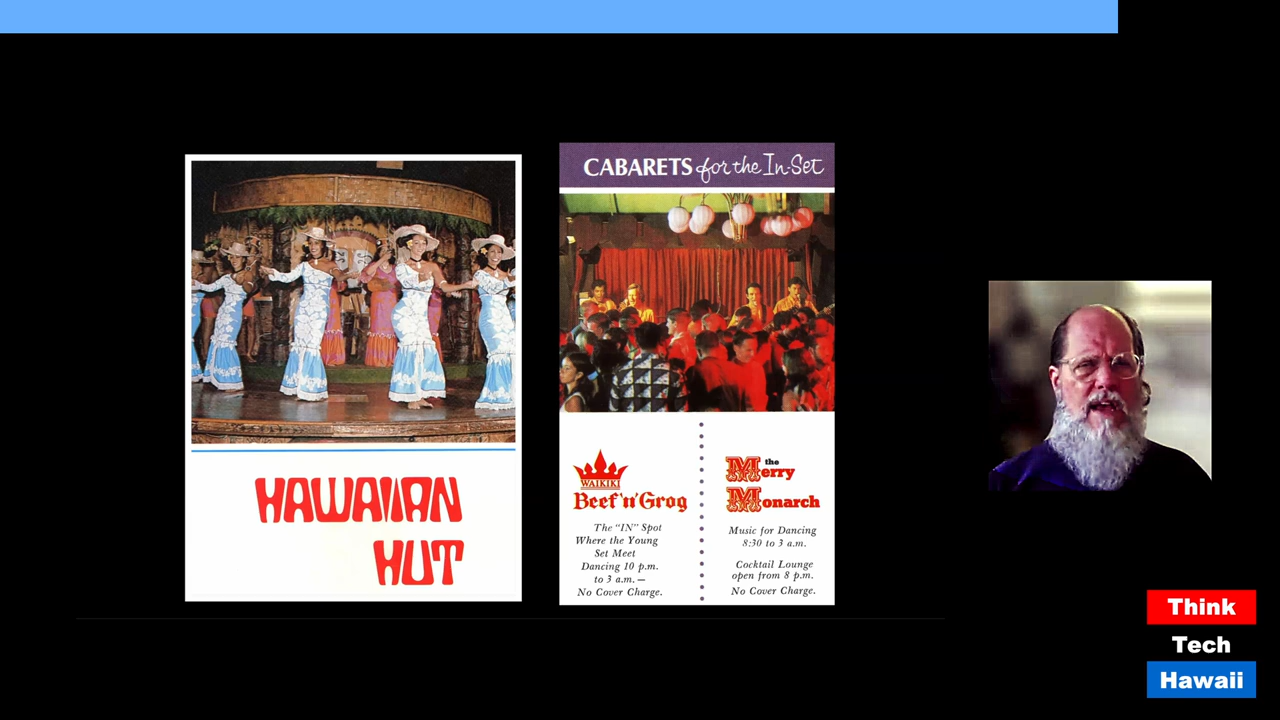 HAWAIIAN
HUT
CABARETS for the In-Set
WAIKIKI
Beef 'n' Grog
The "IN" Spot
Where the Young
Set Meet
Dancing 10 p.m.
to 3 a.m. —
No Cover Charge.
the
Merry
Monarch
Music for Dancing
8:30 to 3 a.m.
Cocktail Lounge
open from 8 p.m.
No Cover Charge.
Think
Tech
Hawaii